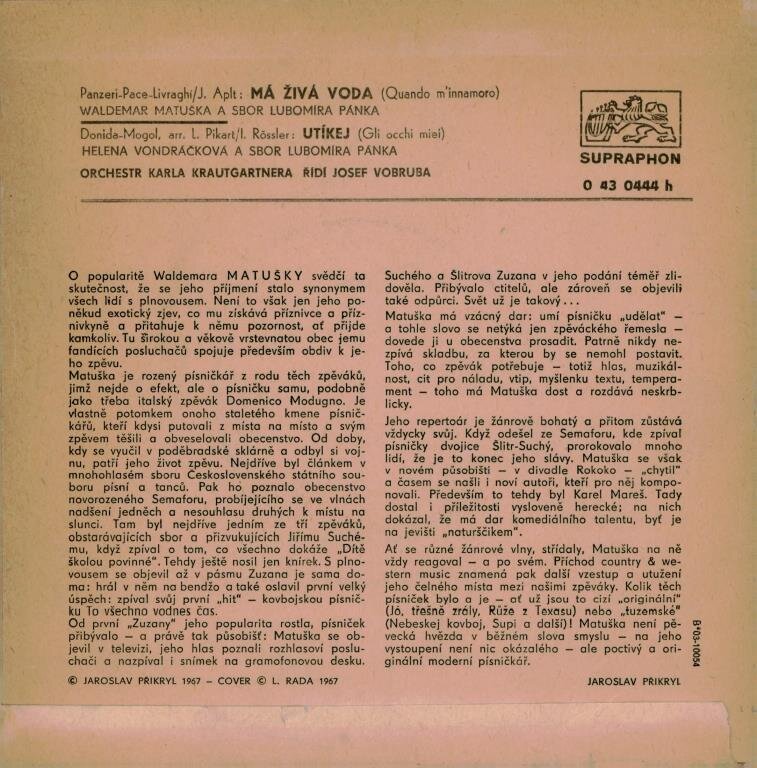 Panzeri-Pace-Livraghi/J. Aplt: MÁ ŽIVÁ VODA (Quando m'innamoro)
WALDEMAR MATUŠKA A SBOR LUBOMÍRA PÁNKA
Donida-Mogol, arr. L. Pikart/I. Rössler: UTÍKEJ (Gli occhi miei)
HELENA VONDRÁČKOVÁ A SBOR LUBOMÍRA PÁNKA
ORCHESTR KARLA KRAUTGARTNERA ŘÍDÍ JOSEF VOBRUBA
SUPRAPHON
0 43 0444 h
O popularitě Waldemara MATUŠKY svědčí ta
skutečnost, že se jeho příjmení stalo synonymem
všech lidí s plnovousem. Není to však jen jeho po-
někud exotický zjev, co mu získává příznivce a příz-
nivkyně a přitahuje k němu pozornost, ať přijde
kamkoliv. Tu širokou a věkově vrstevnatou obec jemu
fandících posluchačů spojuje především obdiv k je-
ho zpěvu.
Matuška je rozený písničkář z rodu těch zpěváků,
jimž nejde o efekt, ale o písničku samu, podobně
jako třeba italský zpěvák Domenico Modugno. Je
vlastně potomkem onoho staletého kmene písnič-
kářů, kteří kdysi putovali z místa na místo a svým
zpěvem těšili a obveselovali obecenstvo. Od doby,
kdy se vyučil v poděbradské sklárně a odbyl si voj-
nu, patří jeho život zpěvu. Nejdříve byl článkem v
mnohohlasém sboru Československého státního sou-
boru písní a tanců. Pak ho poznalo obecenstvo
novorozeného Semaforu, probíjejícího se ve vlnách
nadšení jedněch a nesouhlasu druhých k místu na
slunci. Tam byl nejdříve jedním ze tří zpěváků,
obstarávajících sbor a přizvukujících Jiřímu Suché-
mu, když zpíval o tom, co všechno dokáže „Dítě
školou povinné". Tehdy ještě nosil jen knírek. S plno-
vousem se objevil až v pásmu Zuzana je sama do-
ma: hrál v něm na bendžo a také oslavil první velký
úspěch: zpíval svůj první „hit" – kovbojskou písnič-
ku To všechno vodnes čas.
Od první „Zuzany" jeho popularita rostla, písniček
přibývalo – a právě tak působišť: Matuška se ob-
jevil v televizi, jeho hlas poznali rozhlasoví poslu-
chači a nazpíval i snímek na gramofonovou desku.
Suchého a Šlitrova Zuzana v jeho podání téměř zli-
dověla. Přibývalo ctitelů, ale zároveň se objevili
také odpůrci. Svět už je takový...
Matuška má vzácný dar: umí písničku „udělat" –
a tohle slovo se netýká jen zpěváckého řemesla –
dovede ji u obecenstva prosadit. Patrně nikdy ne-
zpívá skladbu, za kterou by se nemohl postavit.
Toho, co zpěvák potřebuje – totiž hlas, muzikál-
nost, cit pro náladu, vtip, myšlenku textu, tempera-
ment – toho má Matuška dost a rozdává neskrb-
licky.
Jeho repertoár je žánrově bohatý a přitom zůstává
vždycky svůj. Když odešel ze Semaforu, kde zpíval
písničky dvojice Šlitr-Suchý, prorokovalo mnoho
lidí, že je to konec jeho slávy. Matuška se však
v novém působišti – v divadle Rokoko – „chytil"
a časem se našli i noví autoři, kteří pro něj kompo-
novali. Především to tehdy byl Karel Mareš. Tady
dostal i příležitosti vysloveně herecké; na nich
dokázal, že má dar komediálního talentu, byť je
na jevišti „naturščikem".
Ať se různé žánrové vlny, střídaly, Matuška na ně
vždy reagoval – a po svém. Příchod country & we-
stern music znamená pak další vzestup a utužení
jeho čelného místa mezi našimi zpěváky. Kolik těch
písniček bylo a je – ať už jsou to cizí „originální"
(Jó, třešně zrály, Růže z Texasu) nebo „tuzemské"
(Nebeskej kovboj, Supi a další)! Matuška není pě-
vecká hvězda v běžném slova smyslu – na jeho
vystoupení není nic okázalého – ale poctivý a ori-
ginální moderní písničkář.
B*03-10054
© JAROSLAV PŘIKRYL 1967 – COVER © L. RADA 1967
JAROSLAV PŘIKRYL